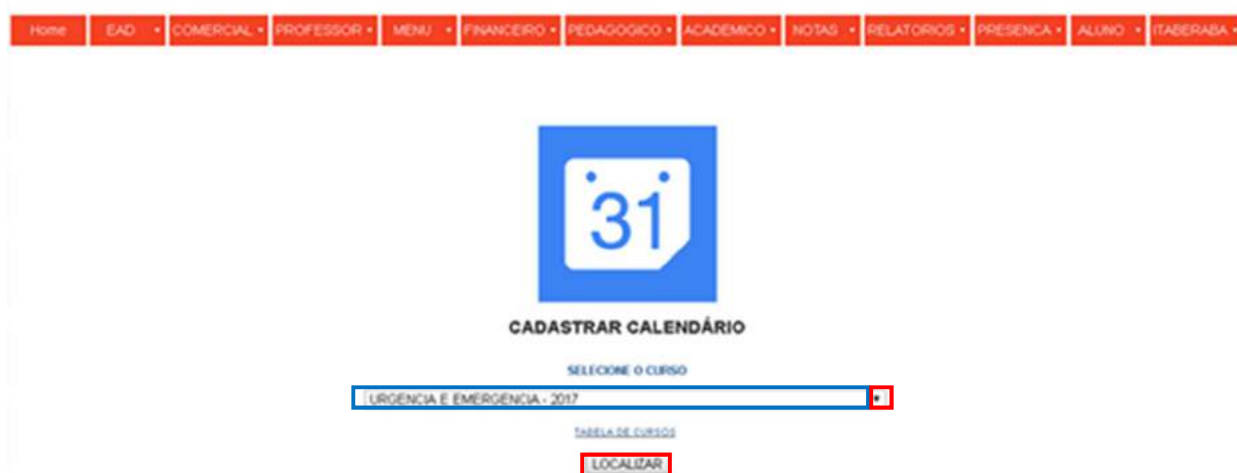 Home EAD COMERCIAL PROFESSOR MENU FINANCEIRO PEDAGOGICO ACADEMICO NOTAS RELATORIOS PRESENCA ALUNO ITABERABA
31
CADASTRAR CALENDÁRIO
SELECIONE O CURSO
URGENCIA E EMERGENCIA - 2017
TABELA DE CURSOS
LOCALIZAR